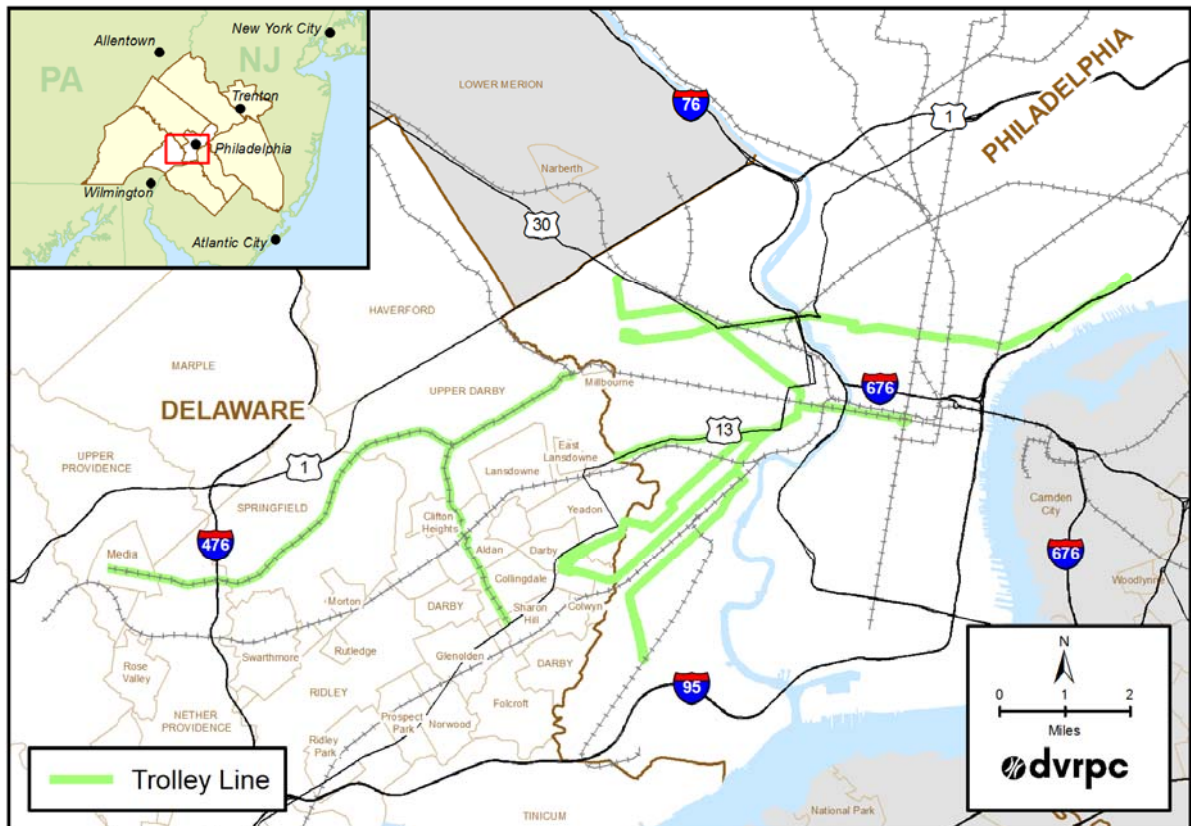 New York City
Allentown
NJ
PA
Trenton
Philadelphia
Wilmington
Atlantic City
LOWER MERION
76
1
PHILADELPHIA
Narberth
30
HAVERFORD
MARPLE
UPPER DARBY
Millbourne
676
DELAWARE
13
East
Lansdowne
UPPER
PROVIDENCE
1
Lansdowne
SPRINGFIELD
Yeadon
Clifton
Heights
Camden
City
476
Media
Aldan
Darby
676
Collingdale
Woodlynne
Morton
DARBY
Sharon
Hill
Colwyn
Swarthmore
Rutledge
Glenolden
DARBY
Rose
Valley
RIDLEY
95
Folcroft
NETHER
PROVIDENCE
Prospect
Park
Norwood
Ridley
Park
N
0
1
2
Miles
dvrpc
Trolley Line
National Park
TINICUM